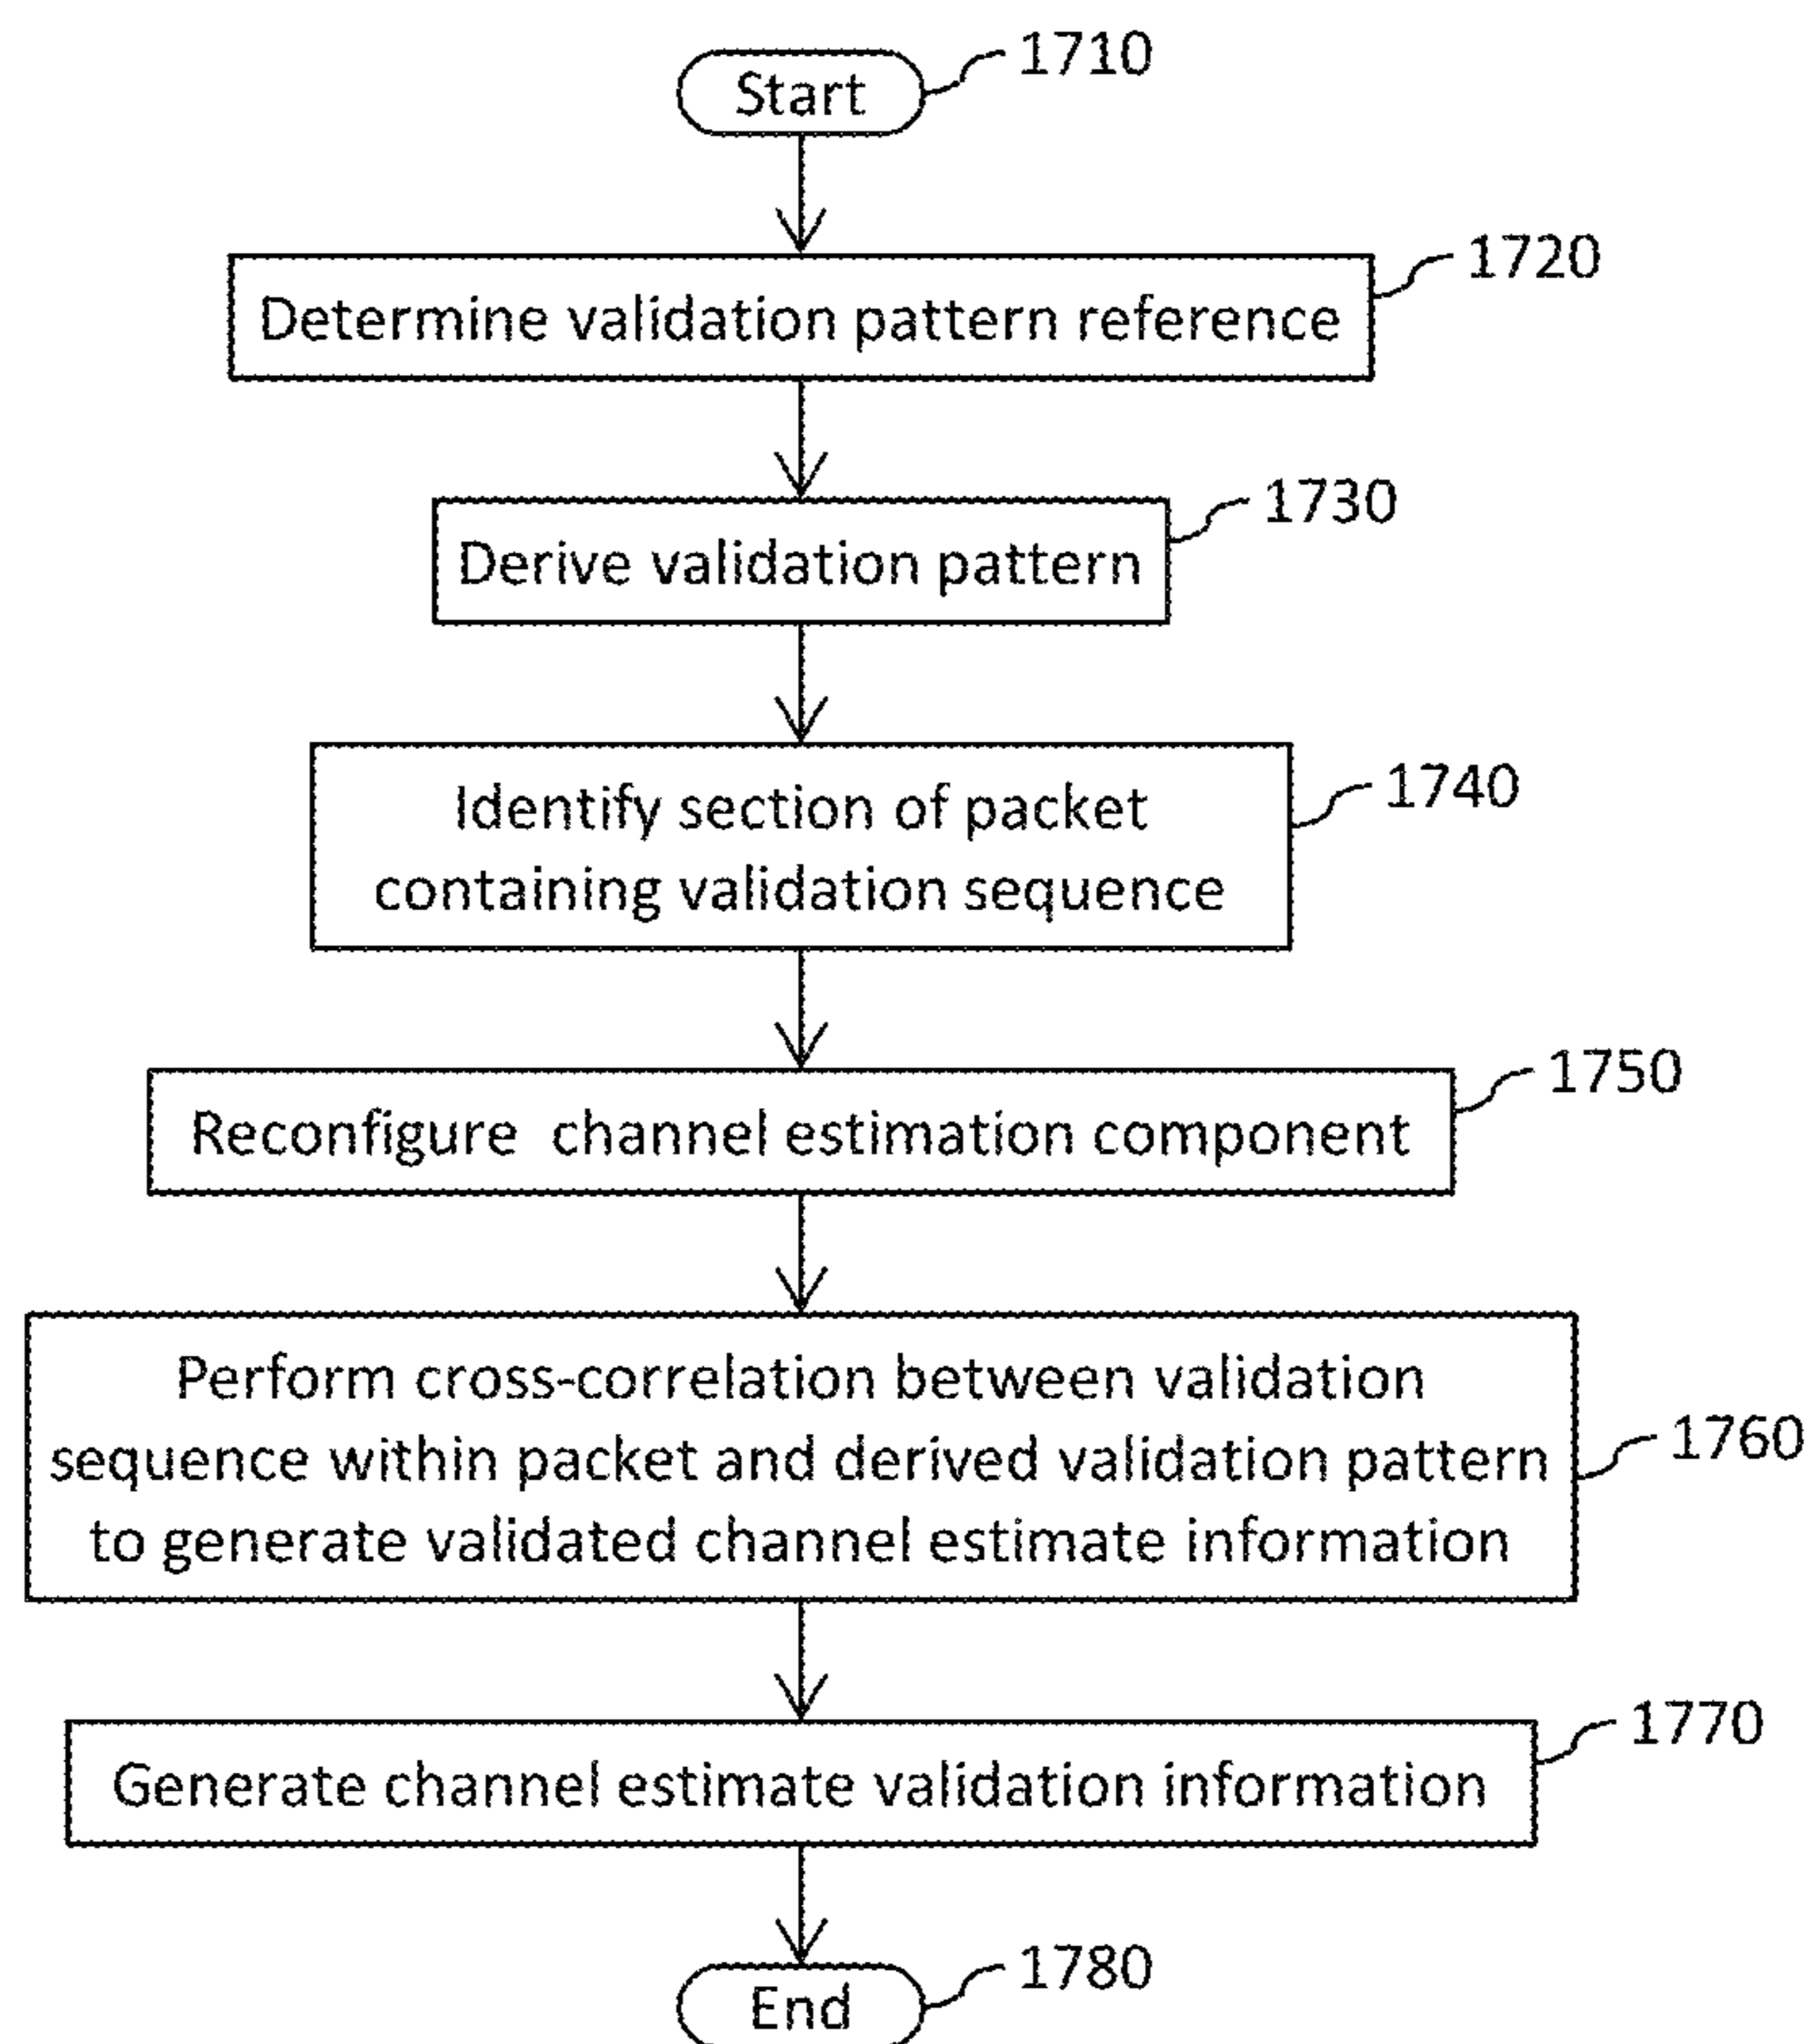 Start
1710
Determine validation pattern reference
1720
Derive validation pattern
1730
Identify section of packet
containing validation sequence
1740
Reconfigure channel estimation component
1750
Perform cross-correlation between validation
sequence within packet and derived validation pattern
to generate validated channel estimate information
1760
Generate channel estimate validation information
1770
End
1780